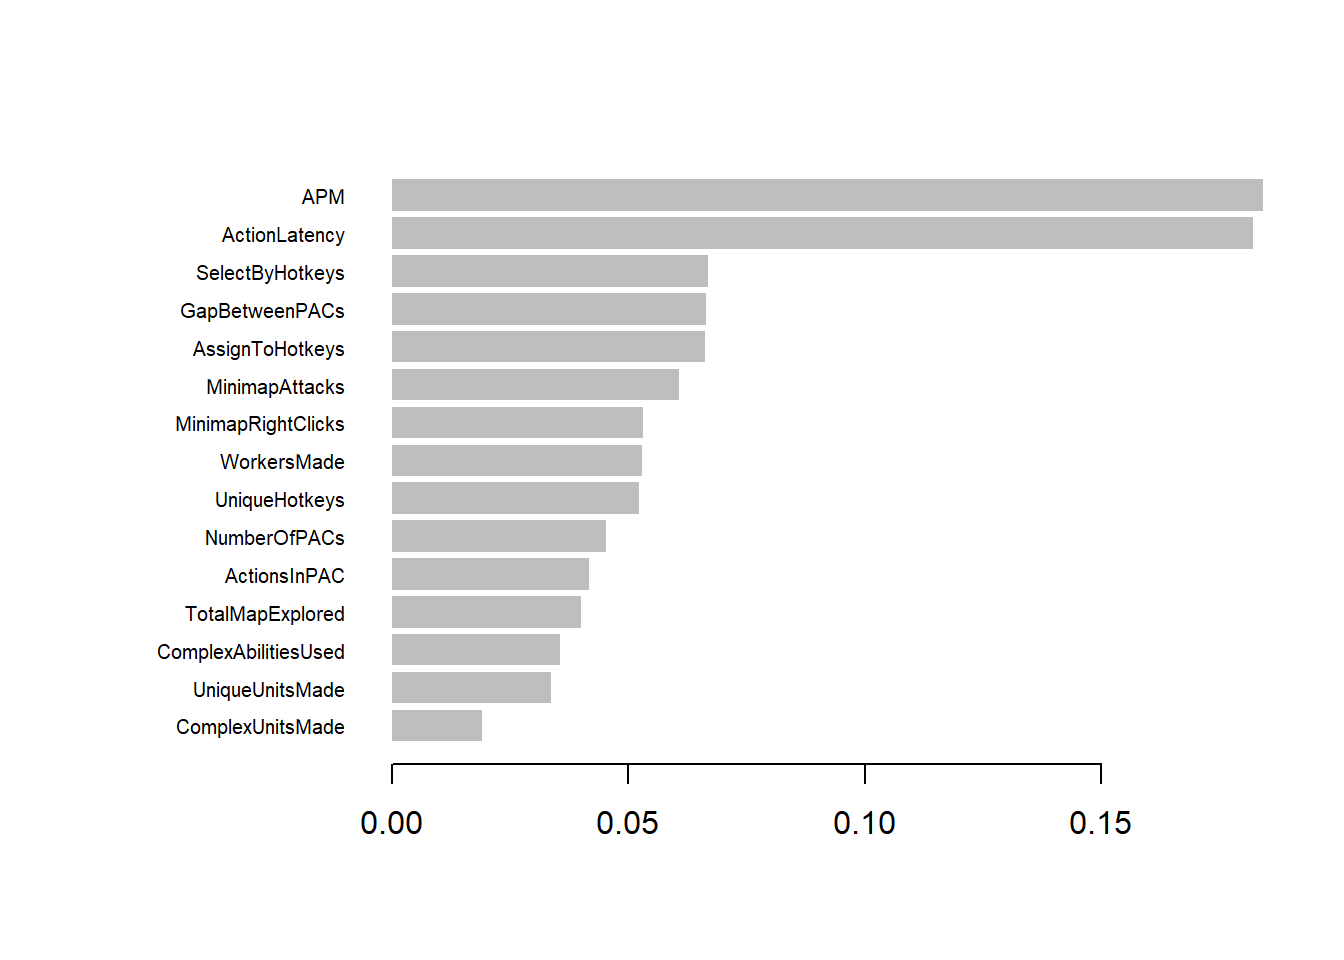 APM
ActionLatency
SelectByHotkeys
GapBetweenPACs
AssignToHotkeys
MinimapAttacks
MinimapRightClicks
WorkersMade
UniqueHotkeys
NumberOfPACs
ActionsInPAC
TotalMapExplored
ComplexAbilitiesUsed
UniqueUnitsMade
ComplexUnitsMade
0.00 0.05 0.10 0.15